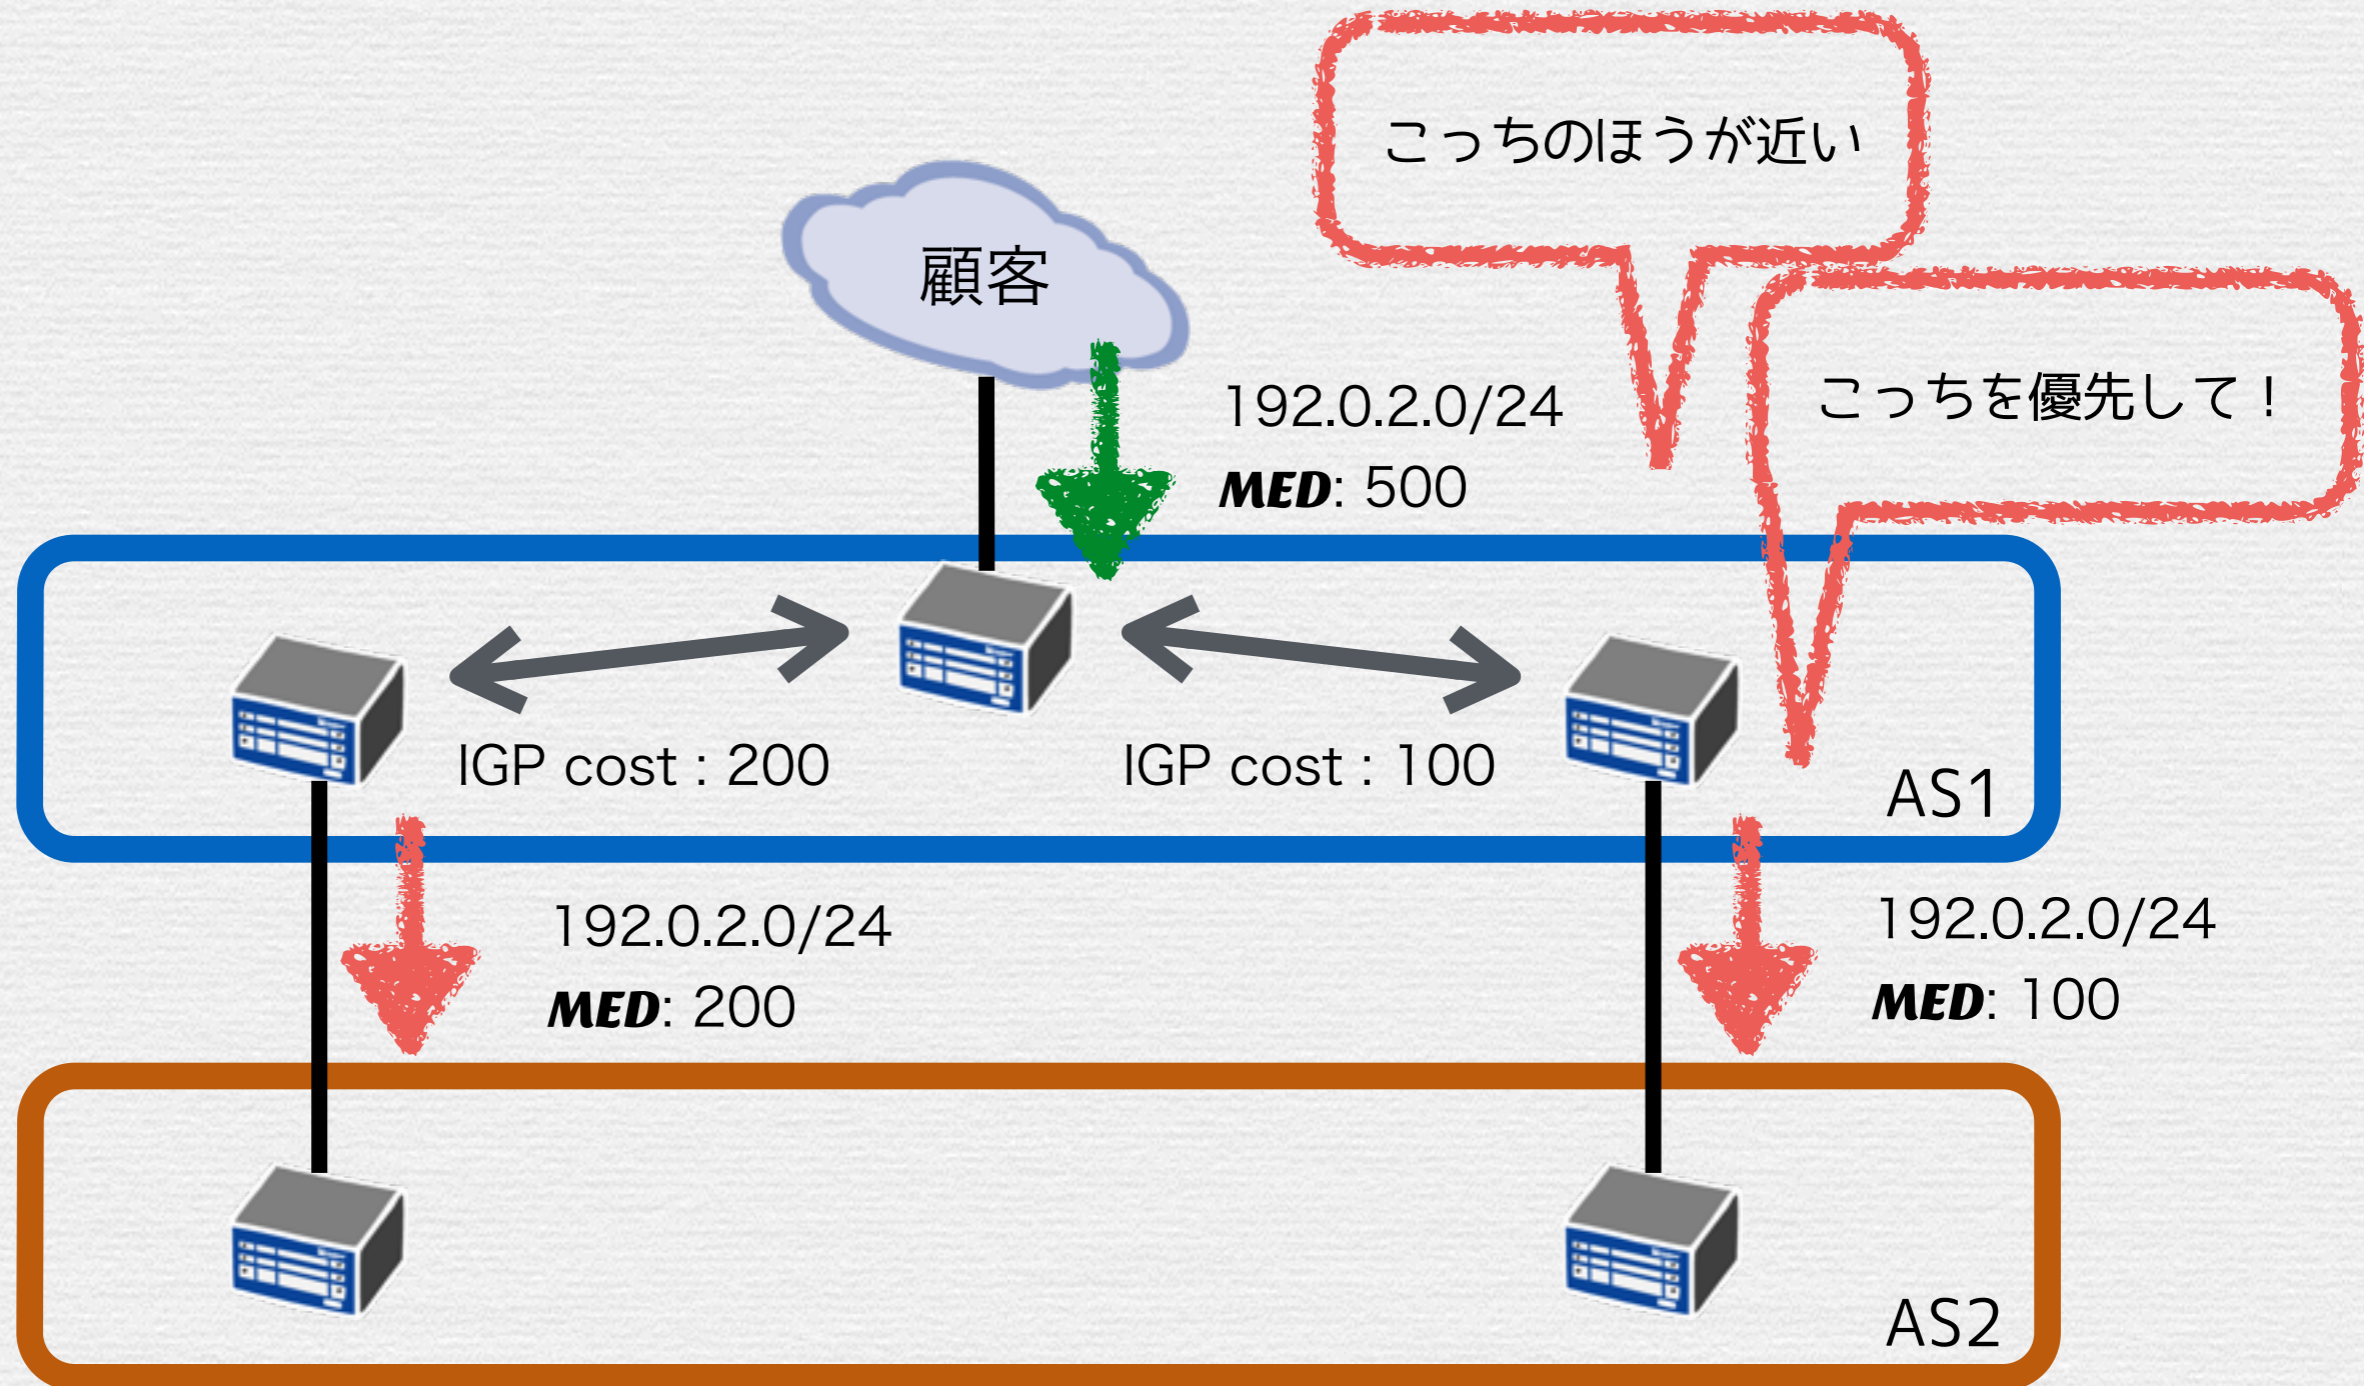 こっちのほうが近い
顧客
こっちを優先して!
192.0.2.0/24
MED: 500
IGP cost : 200
IGP cost : 100
AS1
192.0.2.0/24
MED: 200
192.0.2.0/24
MED: 100
AS2